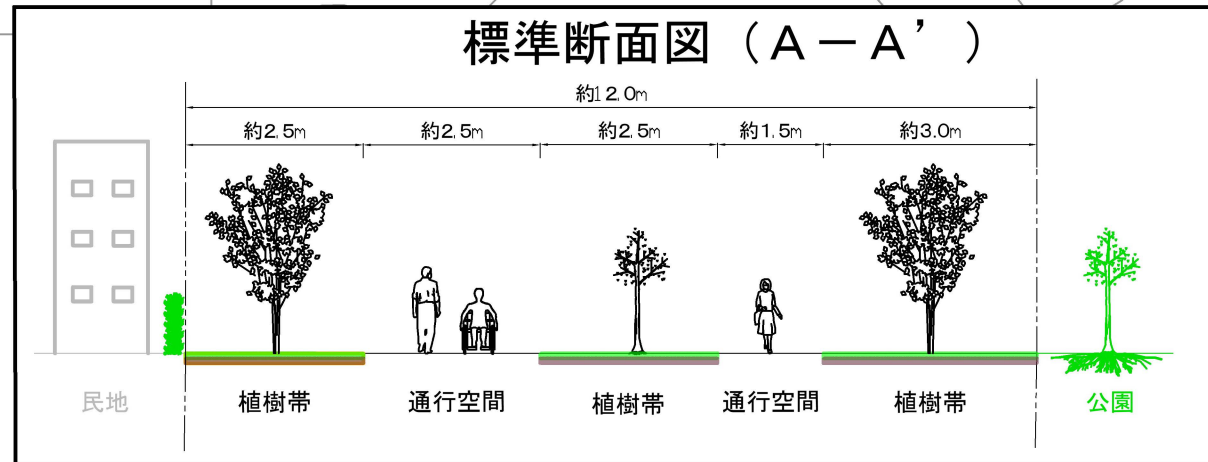 標準断面図（A－A’）
約12.0m
約2.5m 約2.5m 約2.5m 約1.5m 約3.0m
民地 植樹帯 通行空間 植樹帯 通行空間 植樹帯 公園